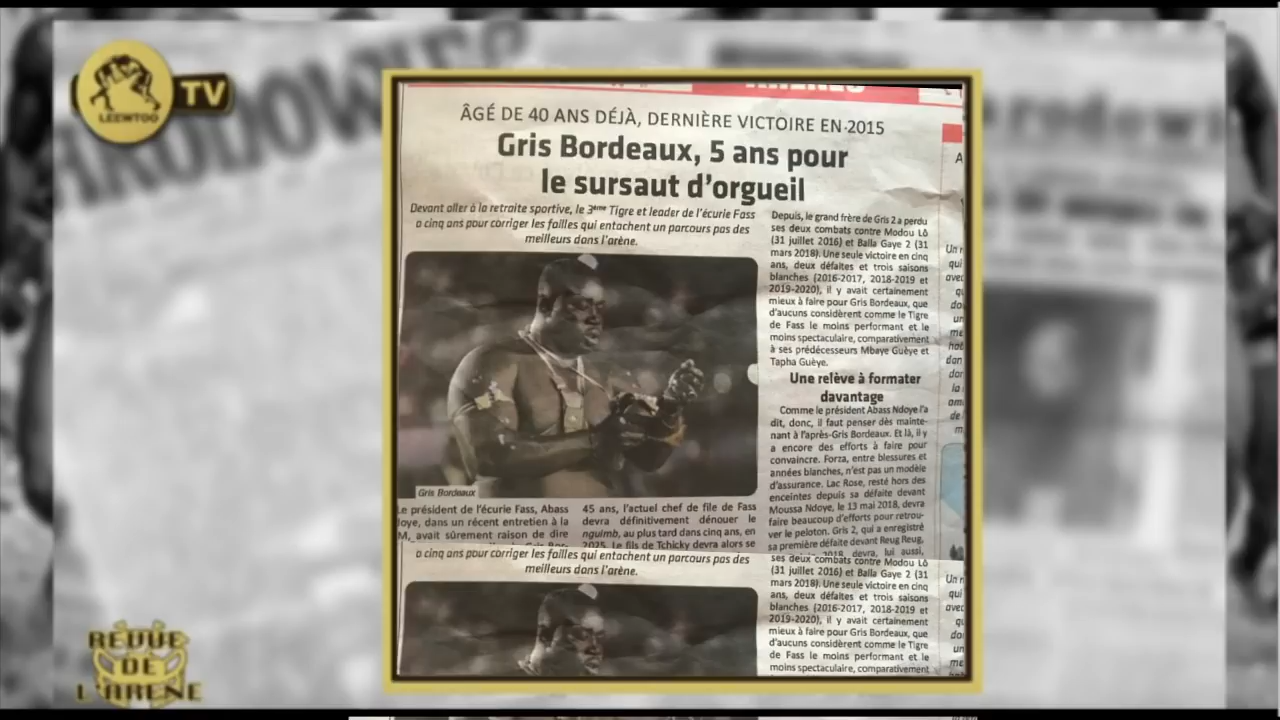 LEEWTOO
TV
ÂGÉ DE 40 ANS DÉJÀ, DERNIÈRE VICTOIRE EN 2015
Gris Bordeaux, 5 ans pour
le sursaut d'orgueil
Devant aller à la retraite sportive, le 3ème Tigre et leader de l'écurie Fass
a cinq ans pour corriger les failles qui entachent un parcours pas des
meilleurs dans l'arène.
Gris Bordeaux
Le président de l'écurie Fass, Abass
dans un récent entretien à la
M, avait sûrement raison de dire
45 ans, l'actuel chef de file de Fass
devra définitivement dénouer le
nguimb, au plus tard dans cinq ans, en
2025. Le fils de Tchicky devra alors se
Depuis, le grand frère de Gris 2 a perdu
ses deux combats contre Modou Lô
(31 juillet 2016) et Balla Gaye 2 (31
mars 2018). Une seule victoire en cinq
ans, deux défaites et trois saisons
blanches (2016-2017, 2018-2019 et
2019-2020), il y avait certainement
mieux à faire pour Gris Bordeaux, que
d'aucuns considèrent comme le Tigre
de Fass le moins performant et le
moins spectaculaire, comparativement
à ses prédécesseurs Mbaye Guèye et
Tapha Guèye.
Une relève à formater
davantage
Comme le président Abass Ndoye l'a
dit, donc, il faut penser dès mainte-
nant à l'après-Gris Bordeaux. Et là, il y
a encore des efforts à faire pour
convaincre. Forza, entre blessures et
années blanches, n'est pas un modèle
d'assurance. Lac Rose, resté hors des
enceintes depuis sa défaite devant
Moussa Ndoye, le 13 mai 2018, devra
faire beaucoup d'efforts pour retrou-
ver le peloton. Gris 2, qui a enregistré
sa première défaite devant Reug Reug,
2018, devra, lui aussi,
a cinq ans pour corriger les failles qui entachent un parcours pas des
meilleurs dans l'arène.
ses deux combats contre Modou Lô
(31 juillet 2016) et Balla Gaye 2 (31
mars 2018). Une seule victoire en cinq
ans, deux défaites et trois saisons
blanches (2016-2017, 2018-2019 et
2019-2020), il y avait certainement
mieux à faire pour Gris Bordeaux, que
d'aucuns considèrent comme le Tigre
de Fass le moins performant et le
moins spectaculaire, comparativement
REVUE
DE
L'ARÈNE